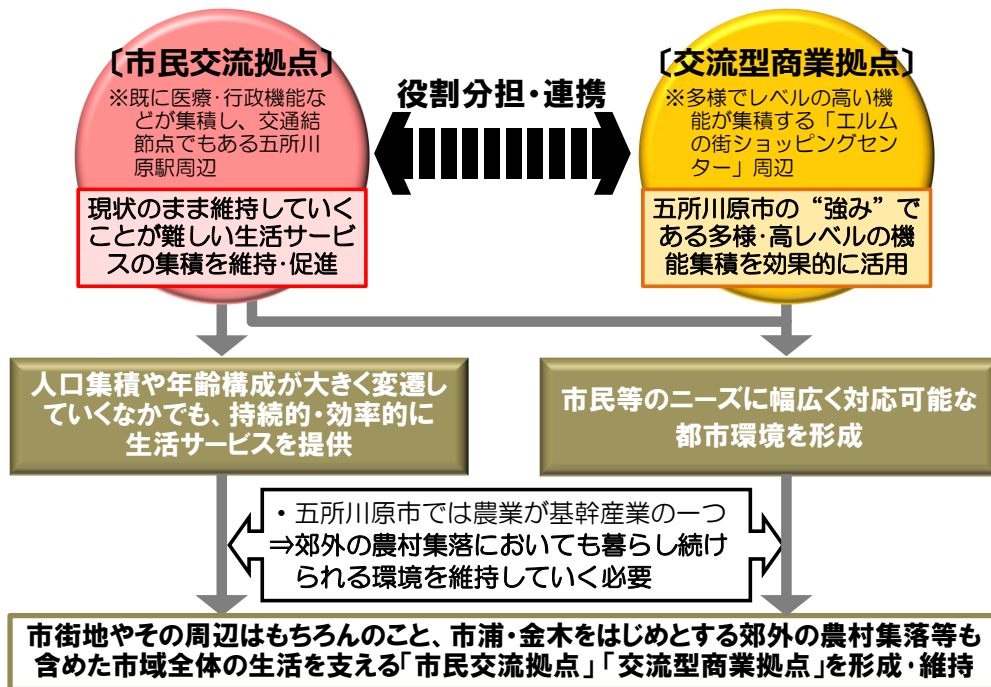 〔市民交流拠点〕
※既に医療・行政機能な
どが集積し、交通結
節点でもある五所川
原駅周辺
現状のまま維持していく
ことが難しい生活サービ
スの集積を維持・促進
役割分担・連携
〔交流型商業拠点〕
※多様でレベルの高い機
能が集積する「エルム
の街ショッピングセン
ター」周辺
五所川原市の“強み”で
ある多様・高レベルの機
能集積を効果的に活用
人口集積や年齢構成が大きく変遷し
ていくなかでも、持続的・効率的に
生活サービスを提供
市民等のニーズに幅広く対応可能な
都市環境を形成
・五所川原市では農業が基幹産業の一つ
⇒郊外の農村集落においても暮らし続け
られる環境を維持していく必要
市街地やその周辺はもちろんのこと、市浦・金木をはじめとする郊外の農村集落等も
含めた市域全体の生活を支える「市民交流拠点」「交流型商業拠点」を形成・維持